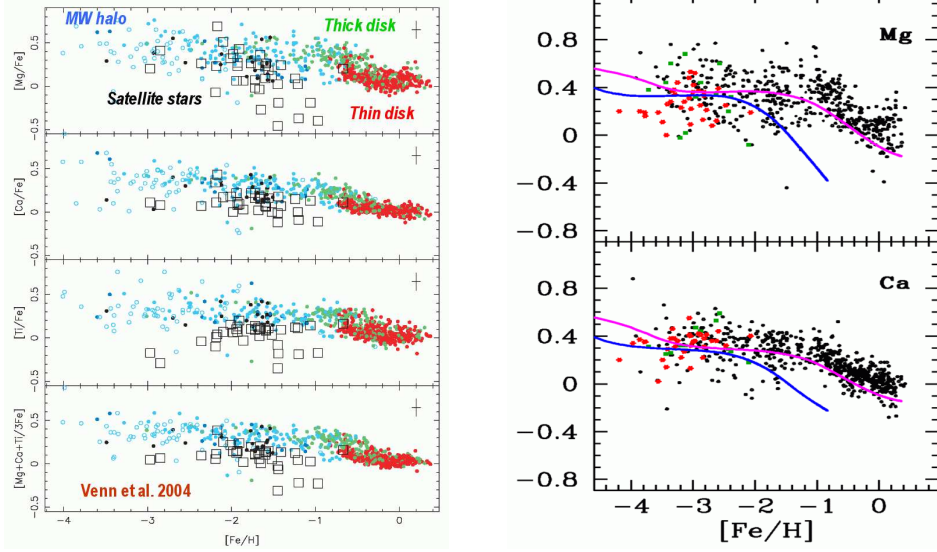 MW halo
Thick disk
Satellite stars
Thin disk
[Mg/Fe]
0.5
0
-0.5
[Ca/Fe]
0.5
0
-0.5
[Ti/Fe]
0.5
0
-0.5
[Mg+Ca+Ti/3Fe]
0.5
0
-0.5
Venn et al. 2004
-4 -3 -2 -1 0
[Fe/H]
Mg
0.8
0.4
0
-0.4
-0.8
Ca
0.8
0.4
0
-0.4
-0.8
-4 -3 -2 -1 0
[Fe/H]